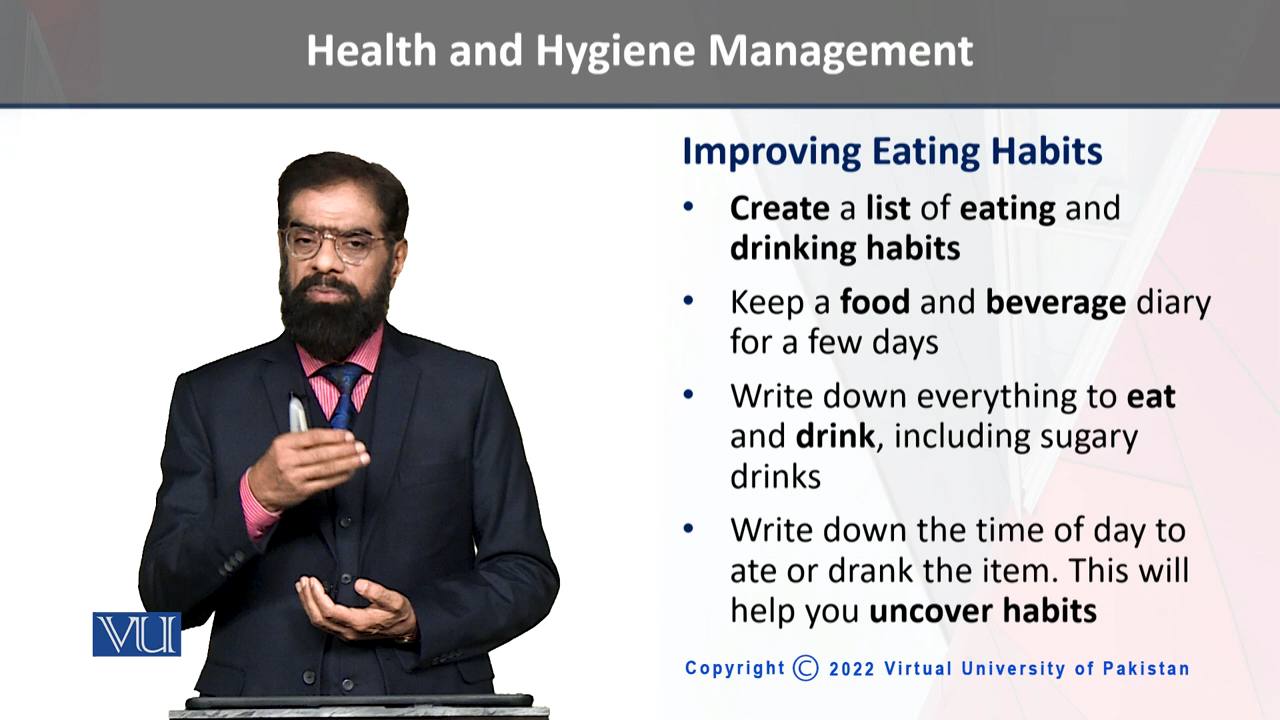 Health and Hygiene Management
Improving Eating Habits
• Create a list of eating and
drinking habits
• Keep a food and beverage diary
for a few days
• Write down everything to eat
and drink, including sugary
drinks
• Write down the time of day to
ate or drank the item. This will
help you uncover habits
VU
Copyright © 2022 Virtual University of Pakistan